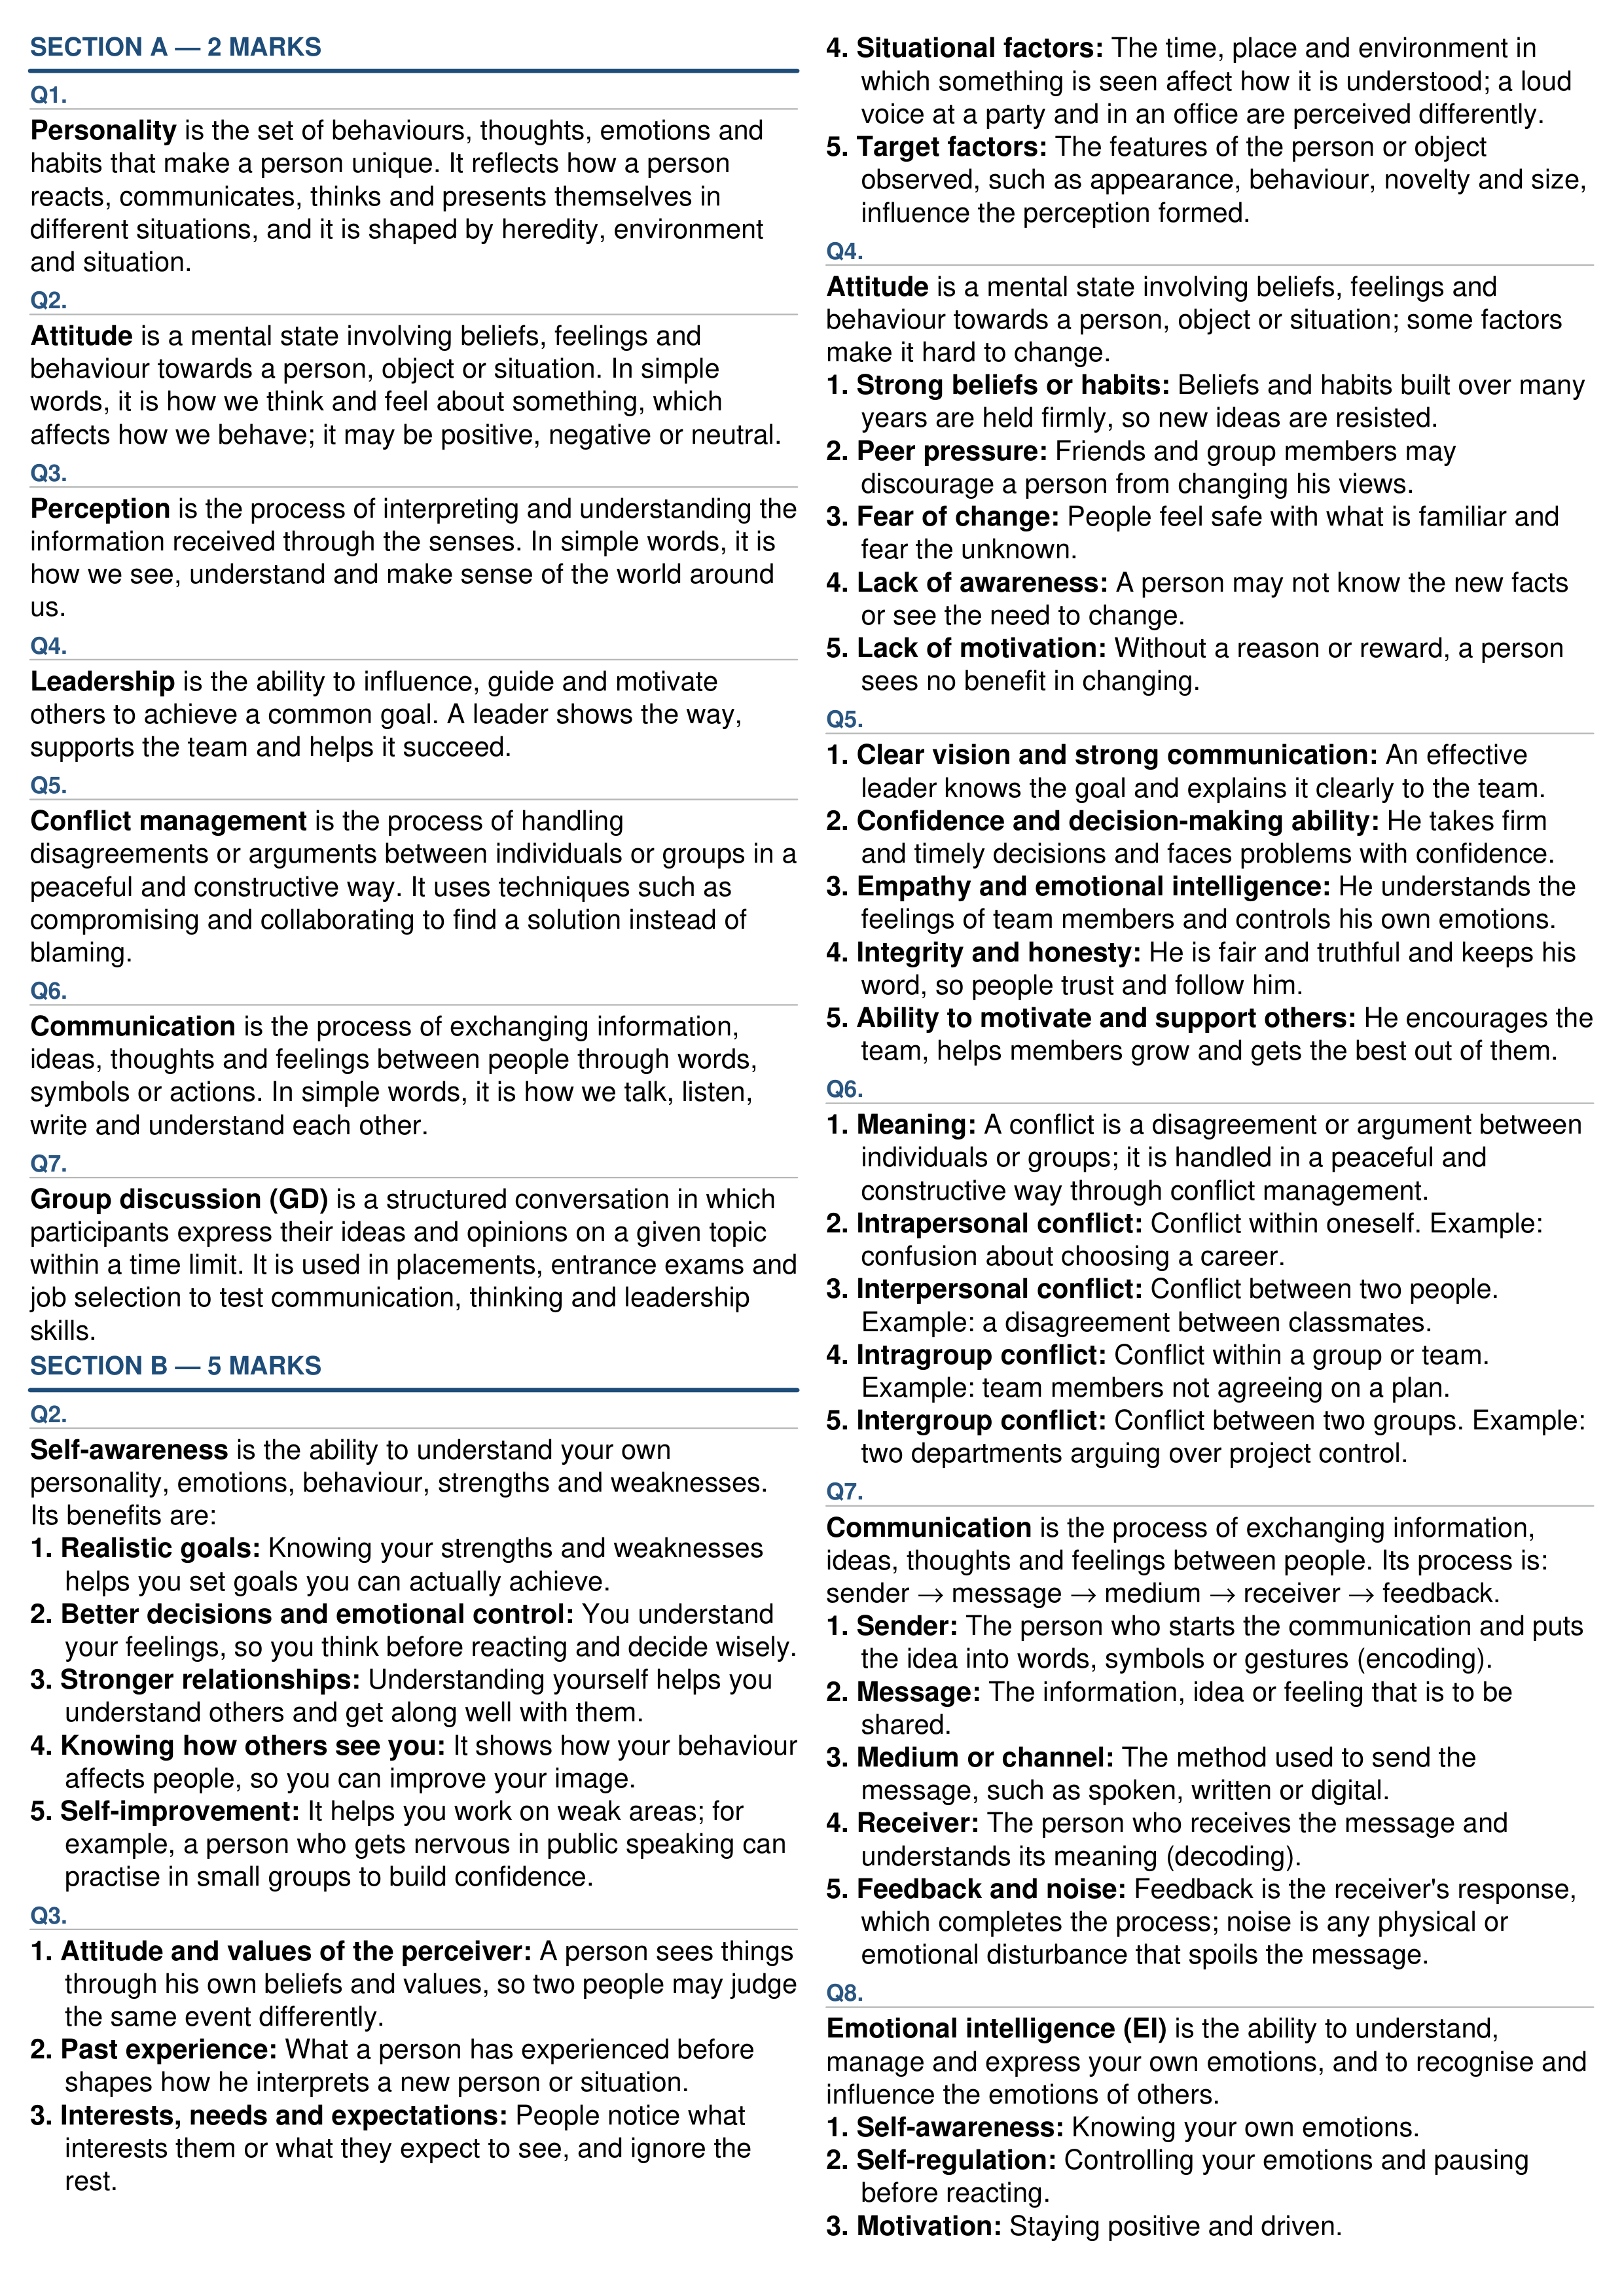 SECTION A — 2 MARKS
Q1.
Personality is the set of behaviours, thoughts, emotions and
habits that make a person unique. It reflects how a person
reacts, communicates, thinks and presents themselves in
different situations, and it is shaped by heredity, environment
and situation.
Q2.
Attitude is a mental state involving beliefs, feelings and
behaviour towards a person, object or situation. In simple
words, it is how we think and feel about something, which
affects how we behave; it may be positive, negative or neutral.
Q3.
Perception is the process of interpreting and understanding the
information received through the senses. In simple words, it is
how we see, understand and make sense of the world around
us.
Q4.
Leadership is the ability to influence, guide and motivate
others to achieve a common goal. A leader shows the way,
supports the team and helps it succeed.
Q5.
Conflict management is the process of handling
disagreements or arguments between individuals or groups in a
peaceful and constructive way. It uses techniques such as
compromising and collaborating to find a solution instead of
blaming.
Q6.
Communication is the process of exchanging information,
ideas, thoughts and feelings between people through words,
symbols or actions. In simple words, it is how we talk, listen,
write and understand each other.
Q7.
Group discussion (GD) is a structured conversation in which
participants express their ideas and opinions on a given topic
within a time limit. It is used in placements, entrance exams and
job selection to test communication, thinking and leadership
skills.
SECTION B — 5 MARKS
Q2.
Self-awareness is the ability to understand your own
personality, emotions, behaviour, strengths and weaknesses.
Its benefits are:
1. Realistic goals: Knowing your strengths and weaknesses
helps you set goals you can actually achieve.
2. Better decisions and emotional control: You understand
your feelings, so you think before reacting and decide wisely.
3. Stronger relationships: Understanding yourself helps you
understand others and get along well with them.
4. Knowing how others see you: It shows how your behaviour
affects people, so you can improve your image.
5. Self-improvement: It helps you work on weak areas; for
example, a person who gets nervous in public speaking can
practise in small groups to build confidence.
Q3.
1. Attitude and values of the perceiver: A person sees things
through his own beliefs and values, so two people may judge
the same event differently.
2. Past experience: What a person has experienced before
shapes how he interprets a new person or situation.
3. Interests, needs and expectations: People notice what
interests them or what they expect to see, and ignore the
rest.
4. Situational factors: The time, place and environment in
which something is seen affect how it is understood; a loud
voice at a party and in an office are perceived differently.
5. Target factors: The features of the person or object
observed, such as appearance, behaviour, novelty and size,
influence the perception formed.
Q4.
Attitude is a mental state involving beliefs, feelings and
behaviour towards a person, object or situation; some factors
make it hard to change.
1. Strong beliefs or habits: Beliefs and habits built over many
years are held firmly, so new ideas are resisted.
2. Peer pressure: Friends and group members may
discourage a person from changing his views.
3. Fear of change: People feel safe with what is familiar and
fear the unknown.
4. Lack of awareness: A person may not know the new facts
or see the need to change.
5. Lack of motivation: Without a reason or reward, a person
sees no benefit in changing.
Q5.
1. Clear vision and strong communication: An effective
leader knows the goal and explains it clearly to the team.
2. Confidence and decision-making ability: He takes firm
and timely decisions and faces problems with confidence.
3. Empathy and emotional intelligence: He understands the
feelings of team members and controls his own emotions.
4. Integrity and honesty: He is fair and truthful and keeps his
word, so people trust and follow him.
5. Ability to motivate and support others: He encourages the
team, helps members grow and gets the best out of them.
Q6.
1. Meaning: A conflict is a disagreement or argument between
individuals or groups; it is handled in a peaceful and
constructive way through conflict management.
2. Intrapersonal conflict: Conflict within oneself. Example:
confusion about choosing a career.
3. Interpersonal conflict: Conflict between two people.
Example: a disagreement between classmates.
4. Intragroup conflict: Conflict within a group or team.
Example: team members not agreeing on a plan.
5. Intergroup conflict: Conflict between two groups. Example:
two departments arguing over project control.
Q7.
Communication is the process of exchanging information,
ideas, thoughts and feelings between people. Its process is:
sender → message → medium → receiver → feedback.
1. Sender: The person who starts the communication and puts
the idea into words, symbols or gestures (encoding).
2. Message: The information, idea or feeling that is to be
shared.
3. Medium or channel: The method used to send the
message, such as spoken, written or digital.
4. Receiver: The person who receives the message and
understands its meaning (decoding).
5. Feedback and noise: Feedback is the receiver's response,
which completes the process; noise is any physical or
emotional disturbance that spoils the message.
Q8.
Emotional intelligence (EI) is the ability to understand,
manage and express your own emotions, and to recognise and
influence the emotions of others.
1. Self-awareness: Knowing your own emotions.
2. Self-regulation: Controlling your emotions and pausing
before reacting.
3. Motivation: Staying positive and driven.